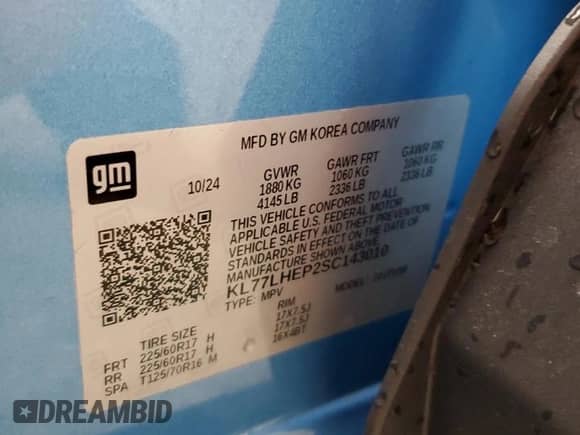 gm
MFD BY GM KOREA COMPANY
10/24
GVWR GAWR FRT GAWR RR
1880 KG 1060 KG 1060 KG
4145 LB 2336 LB 2336 LB
THIS VEHICLE CONFORMS TO ALL
APPLICABLE U.S. FEDERAL MOTOR
VEHICLE SAFETY AND THEFT PREVENTION
STANDARDS IN EFFECT ON THE DATE OF
MANUFACTURE SHOWN ABOVE.
KL77LHEP2SC143010
TYPE: MPV MODEL:
TIRE SIZE RIM
FRT 225/60R17 H 17X7.5J
RR 225/60R17 H 17X7.5J
SPA T125/70R16 M 16X4BT
DREAMBID